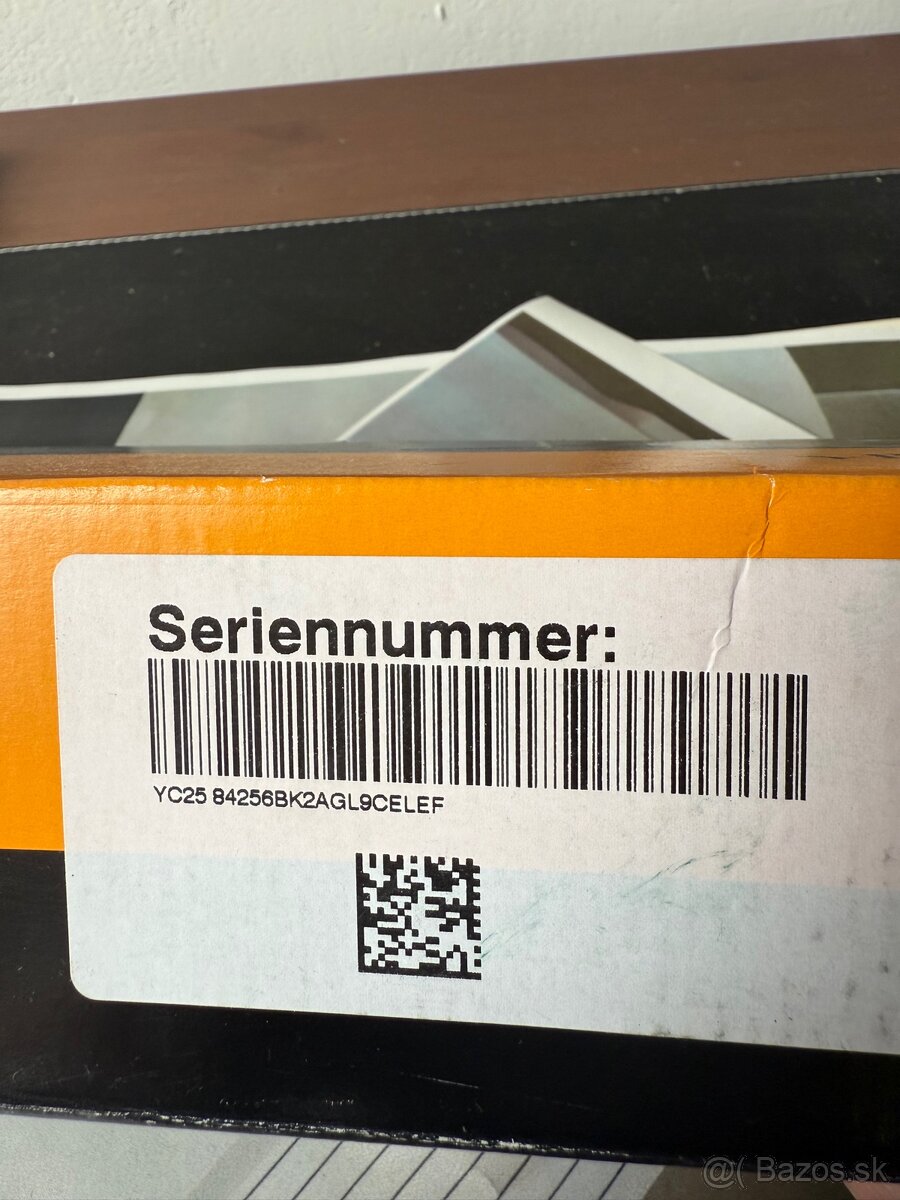 Seriennummer:
YC25 84256BK2AGL9CELEF
@( Bazos.sk